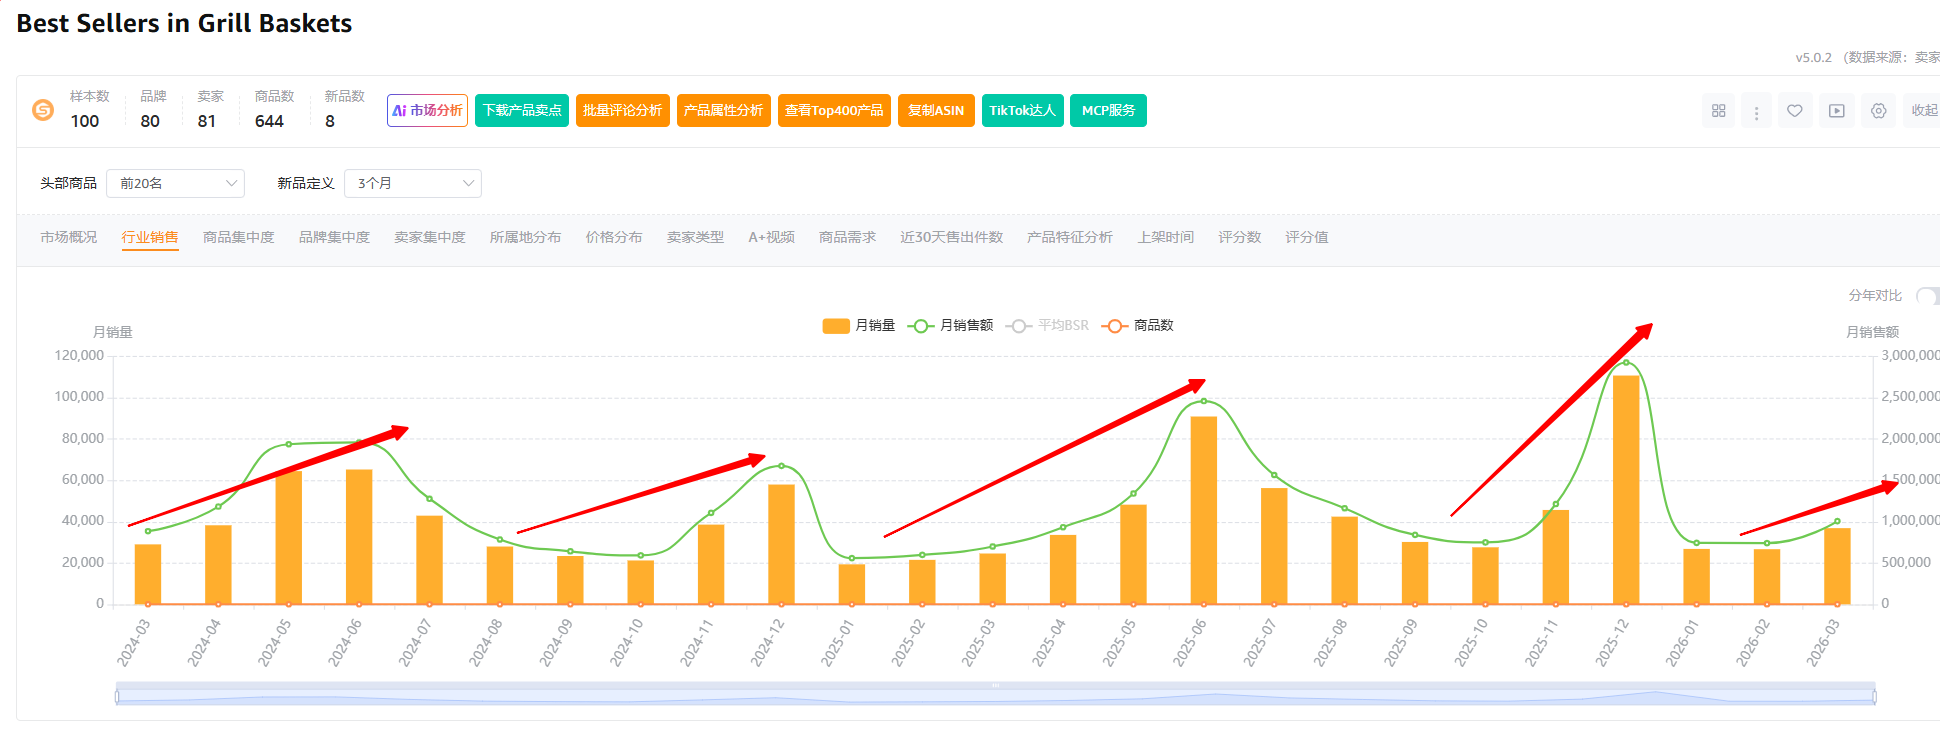 Best Sellers in Grill Baskets
v5.0.2 （数据来源：卖家
样本数 品牌 卖家 商品数 新品数
100 80 81 644 8
Ai 市场分析 下载产品卖点 批量评论分析 产品属性分析 查看Top400产品 复制ASIN TikTok达人 MCP服务 收起
头部商品 前20名 新品定义 3个月
市场概况 行业销售 商品集中度 品牌集中度 卖家集中度 所属地分布 价格分布 卖家类型 A+视频 商品需求 近30天售出件数 产品特征分析 上架时间 评分数 评分值
分年对比
月销量 月销售额 平均BSR 商品数
月销量 月销售额
120,000 3,000,000
100,000 2,500,000
80,000 2,000,000
60,000 1,500,000
40,000 1,000,000
20,000 500,000
0 0
2024-03 2024-04 2024-05 2024-06 2024-07 2024-08 2024-09 2024-10 2024-11 2024-12 2025-01 2025-02 2025-03 2025-04 2025-05 2025-06 2025-07 2025-08 2025-09 2025-10 2025-11 2025-12 2026-01 2026-02 2026-03